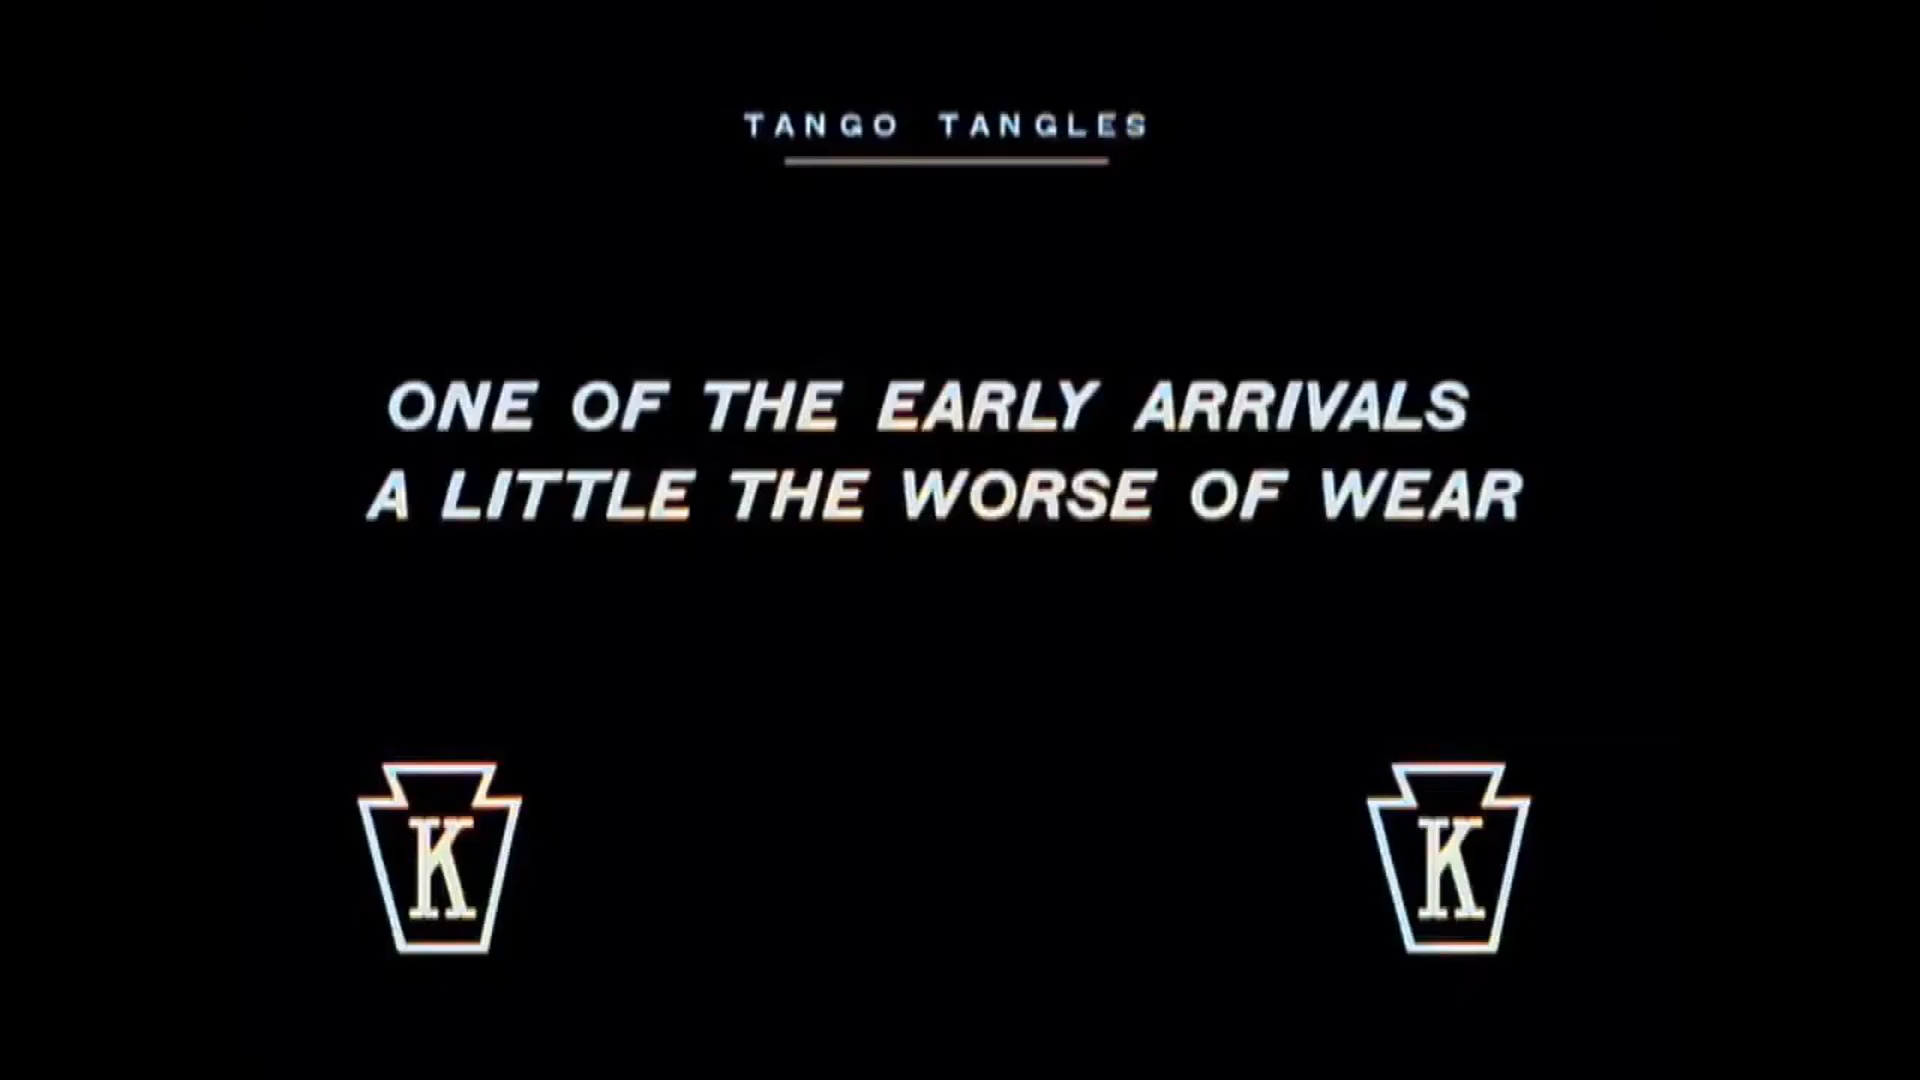 TANGO TANGLES
ONE OF THE EARLY ARRIVALS
A LITTLE THE WORSE OF WEAR
K K